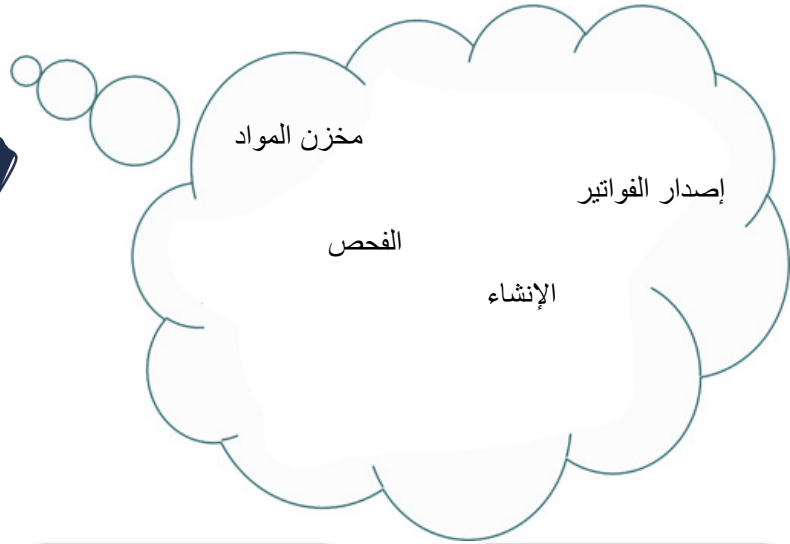 مخزن المواد
إصدار الفواتير
الفحص
الإنشاء